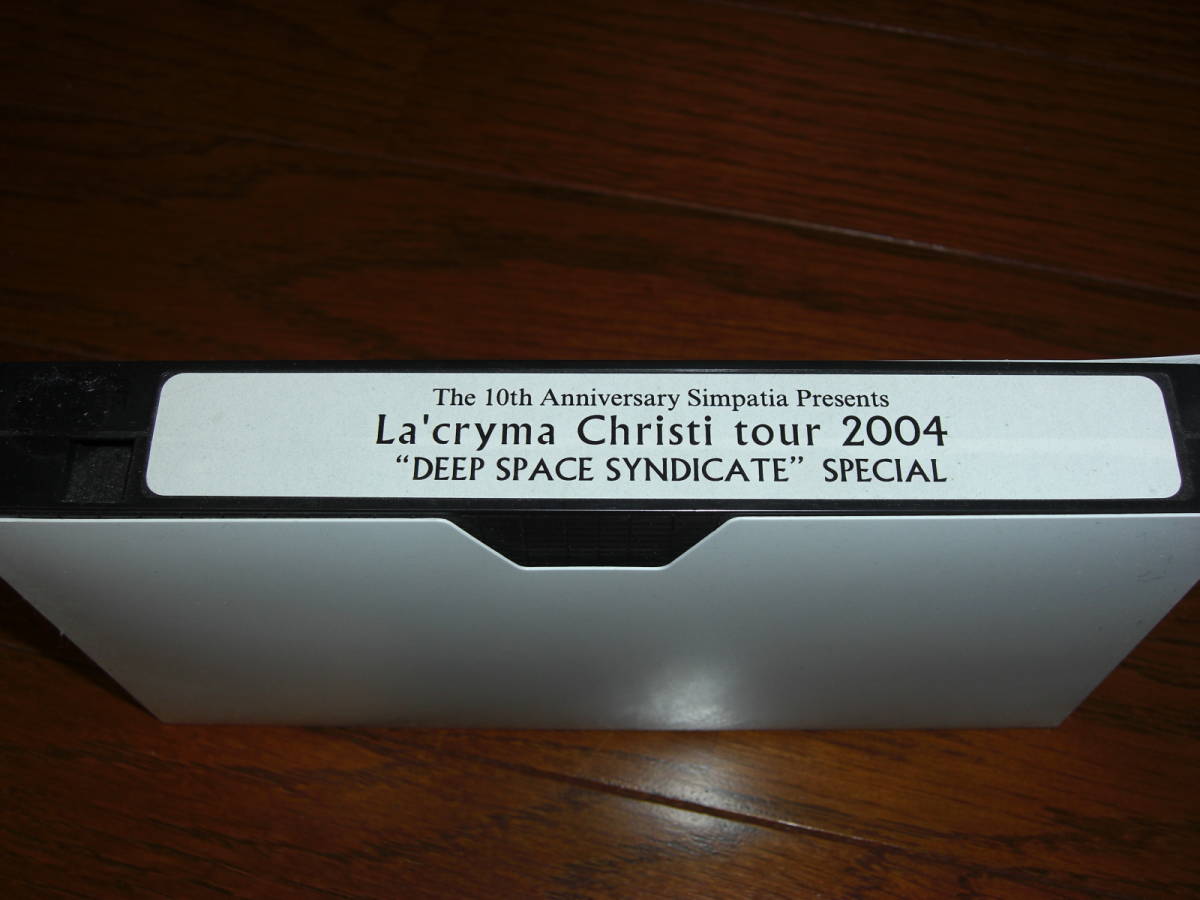 The 10th Anniversary Simpatia Presents
La'cryma Christi tour 2004
“DEEP SPACE SYNDICATE” SPECIAL